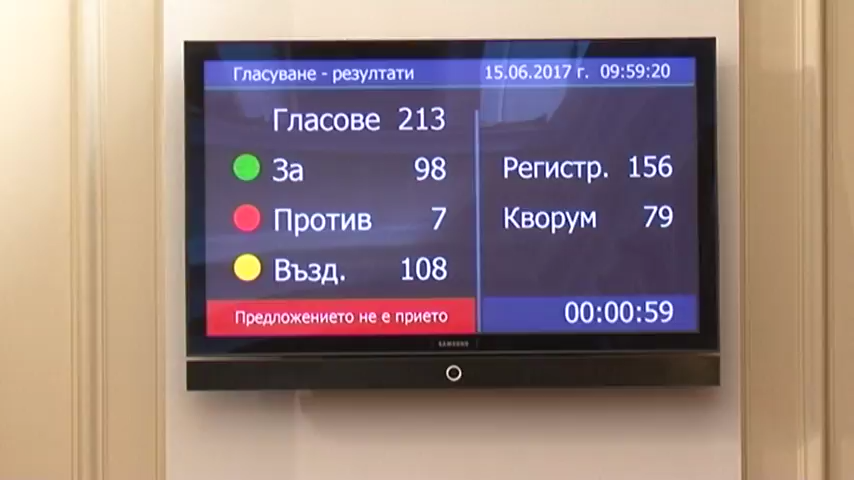 Гласуване - резултати 15.06.2017 г. 09:59:20
Гласове 213
За 98
Против 7
Възд. 108
Регистр. 156
Кворум 79
Предложението не е прието
00:00:59
SAMSUNG